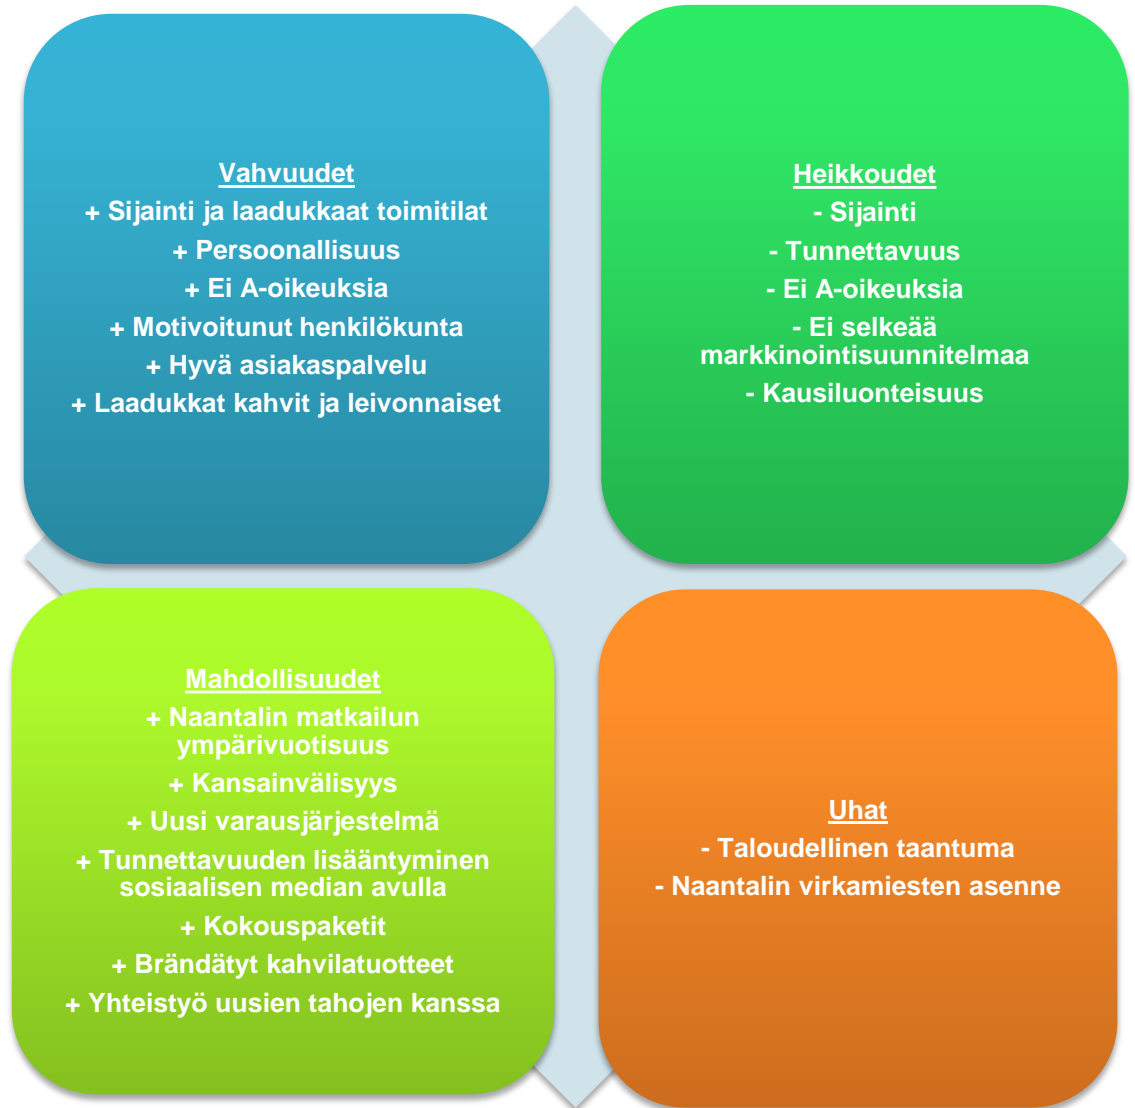 Vahvuudet
+ Sijainti ja laadukkaat toimitilat
+ Persoonallisuus
+ Ei A-oikeuksia
+ Motivoitunut henkilökunta
+ Hyvä asiakaspalvelu
+ Laadukkat kahvit ja leivonnaiset
Heikkoudet
- Sijainti
- Tunnettavuus
- Ei A-oikeuksia
- Ei selkeää
markkinointisuunnitelmaa
- Kausiluonteisuus
Mahdollisuudet
+ Naantalin matkailun
ympärivuotisuus
+ Kansainvälisyys
+ Uusi varausjärjestelmä
+ Tunnettavuuden lisääntyminen
sosiaalisen median avulla
+ Kokouspaketit
+ Brändätyt kahvilatuotteet
+ Yhteistyö uusien tahojen kanssa
Uhat
- Taloudellinen taantuma
- Naantalin virkamiesten asenne